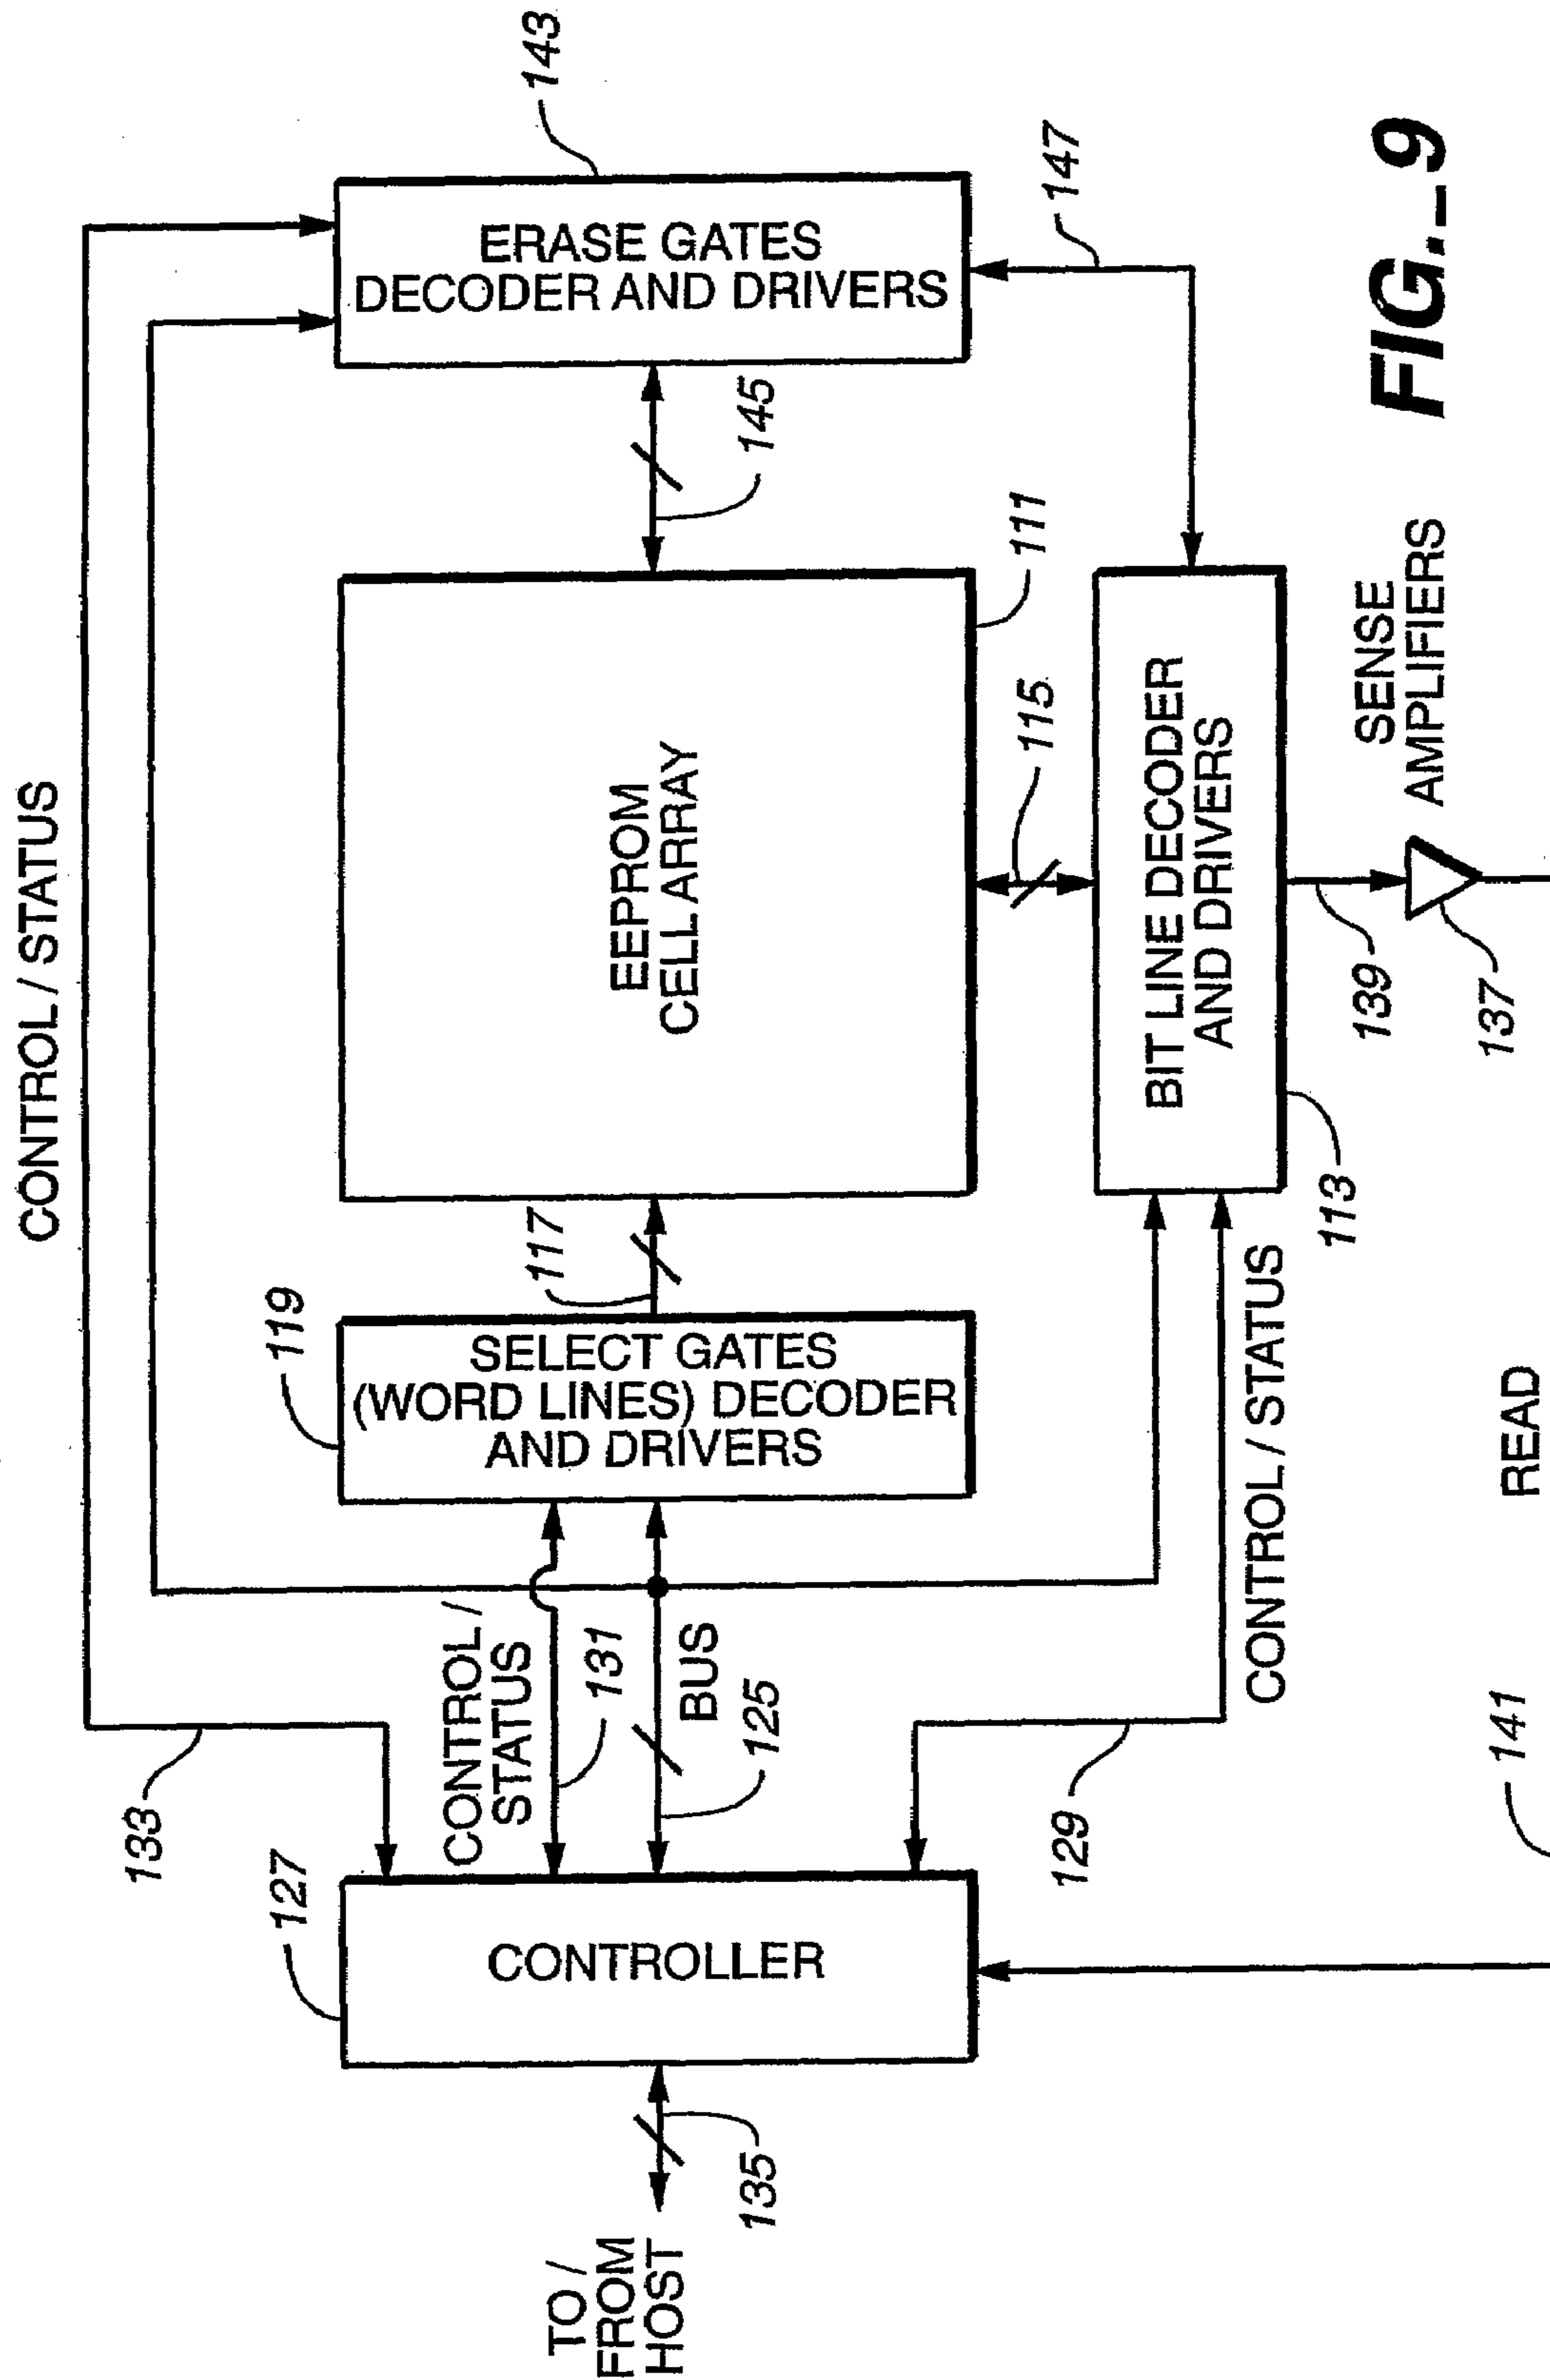 CONTROL / STATUS
133
127
CONTROLLER
TO /
FROM
HOST
135
CONTROL /
STATUS
131
BUS
125
119
SELECT GATES
(WORD LINES) DECODER
AND DRIVERS
117
EEPROM
CELL ARRAY
111
115
145
ERASE GATES
DECODER AND DRIVERS
143
147
BIT LINE DECODER
AND DRIVERS
113
129
CONTROL / STATUS
139
137
SENSE
AMPLIFIERS
READ
141
FIG._9